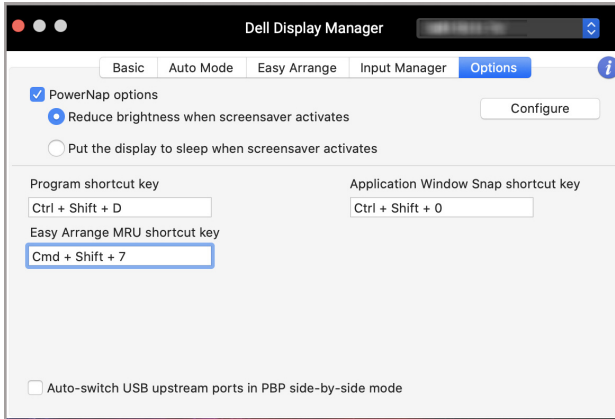 Dell Display Manager
Basic Auto Mode Easy Arrange Input Manager Options i
PowerNap options
Configure
Reduce brightness when screensaver activates
Put the display to sleep when screensaver activates
Program shortcut key Application Window Snap shortcut key
Ctrl + Shift + D Ctrl + Shift + 0
Easy Arrange MRU shortcut key
Cmd + Shift + 7
Auto-switch USB upstream ports in PBP side-by-side mode